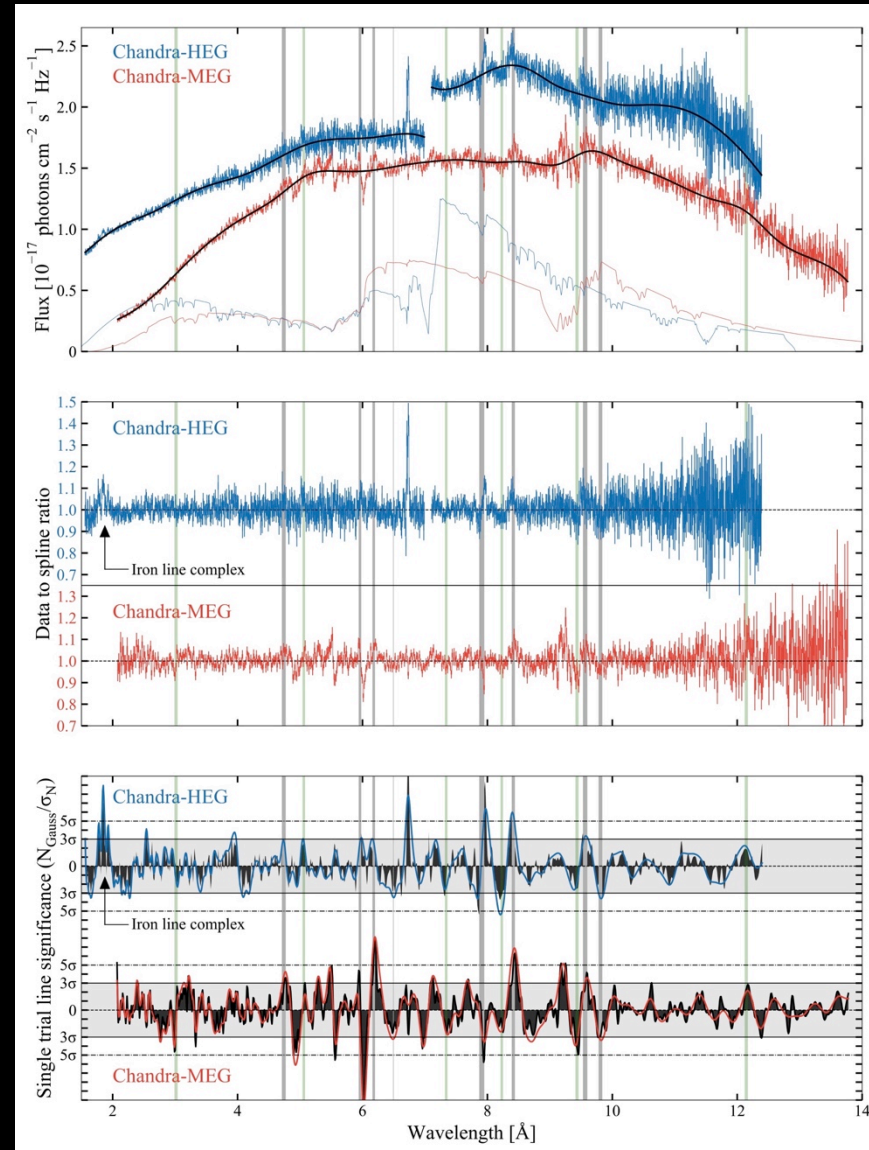 Chandra-HEG
Chandra-MEG
Flux [10⁻¹⁷ photons cm⁻² s⁻¹ Hz⁻¹]
2.5
2.0
1.5
1.0
0.5
0
Chandra-HEG
Iron line complex
Chandra-MEG
Data to spline ratio
1.5
1.4
1.3
1.2
1.1
1.0
0.9
0.8
0.7
1.3
1.2
1.1
1.0
0.9
0.8
0.7
Chandra-HEG
Iron line complex
Chandra-MEG
Single trial line significance (N_Gauss/σ_N)
5σ
3σ
0
3σ
5σ
5σ
3σ
0
3σ
5σ
2 4 6 8 10 12 14
Wavelength [Å]